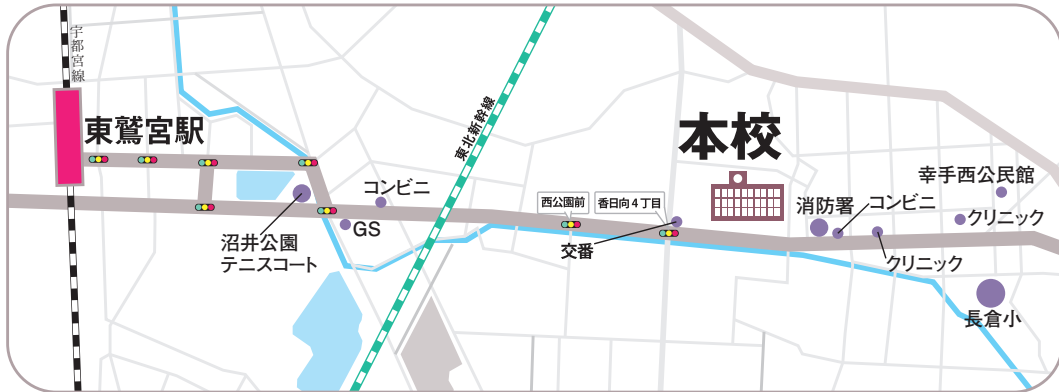 宇都宮線
東鷲宮駅
東北新幹線
本校
コンビニ
西公園前
香日向4丁目
幸手西公民館
消防署
コンビニ
クリニック
GS
沼井公園
テニスコート
交番
クリニック
長倉小